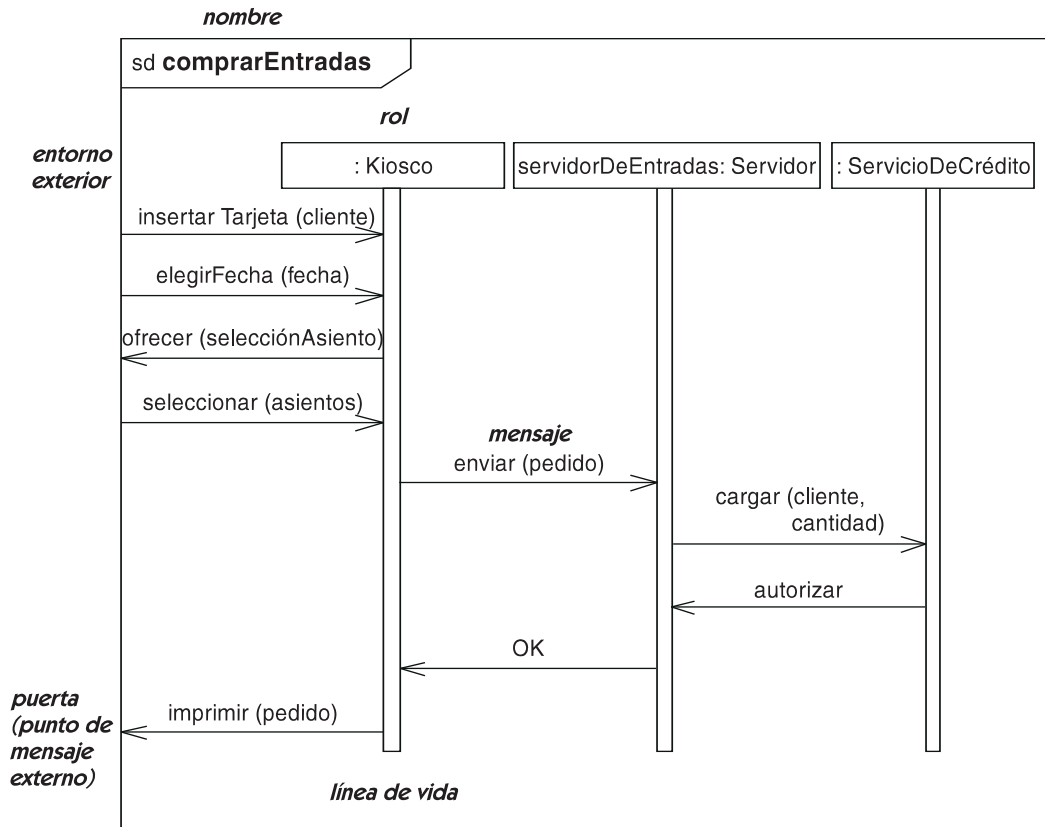 nombre
sd comprarEntradas
rol
entorno
exterior
: Kiosco
servidorDeEntradas: Servidor
: ServicioDeCrédito
insertar Tarjeta (cliente)
elegirFecha (fecha)
ofrecer (selecciónAsiento)
seleccionar (asientos)
mensaje
enviar (pedido)
cargar (cliente,
cantidad)
autorizar
OK
puerta
(punto de
mensaje
externo)
imprimir (pedido)
línea de vida